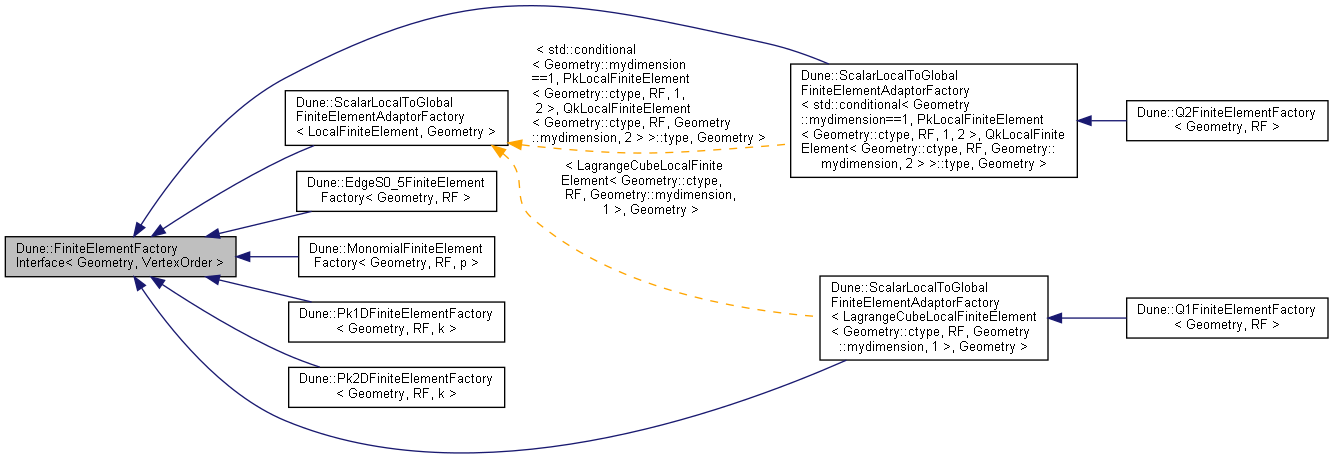 Dune::FiniteElementFactory
Interface< Geometry, VertexOrder >
Dune::ScalarLocalToGlobal
FiniteElementAdaptorFactory
< LocalFiniteElement, Geometry >
Dune::EdgeS0_5FiniteElement
Factory< Geometry, RF >
Dune::MonomialFiniteElement
Factory< Geometry, RF, p >
Dune::Pk1DFiniteElementFactory
< Geometry, RF, k >
Dune::Pk2DFiniteElementFactory
< Geometry, RF, k >
< std::conditional
< Geometry::mydimension
==1, PkLocalFiniteElement
< Geometry::ctype, RF, 1,
2 >, QkLocalFiniteElement
< Geometry::ctype, RF, Geometry
::mydimension, 2 > >::type, Geometry >
< LagrangeCubeLocalFinite
Element< Geometry::ctype,
RF, Geometry::mydimension,
1 >, Geometry >
Dune::ScalarLocalToGlobal
FiniteElementAdaptorFactory
< std::conditional< Geometry
::mydimension==1, PkLocalFiniteElement
< Geometry::ctype, RF, 1, 2 >, QkLocalFinite
Element< Geometry::ctype, RF, Geometry::
mydimension, 2 > >::type, Geometry >
Dune::Q2FiniteElementFactory
< Geometry, RF >
Dune::ScalarLocalToGlobal
FiniteElementAdaptorFactory
< LagrangeCubeLocalFiniteElement
< Geometry::ctype, RF, Geometry
::mydimension, 1 >, Geometry >
Dune::Q1FiniteElementFactory
< Geometry, RF >